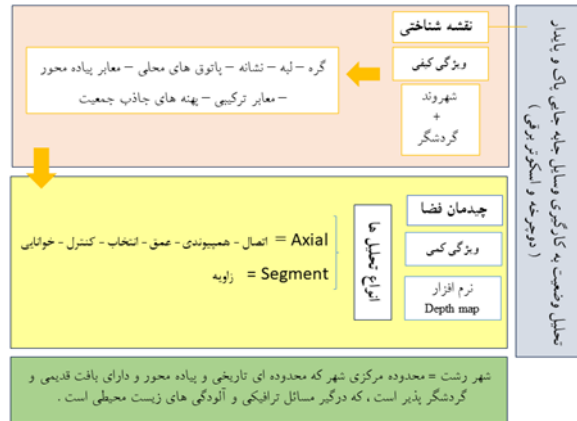 تحلیل وضعیت به کارگیری وسایل جابه جایی پاک و پایدار
( دوچرخه و اسکوتر برقی )
نقشه شناختی
ویژگی کیفی
شهروند
+
گردشگر
گره – لبه – نشانه – پاتوق های محلی – معابر پیاده محور
– معابر ترکیبی – پهنه های جاذب جمعیت
چیدمان فضا
ویژگی کمی
نرم افزار
Depth map
انواع تحلیل ها
Axial = اتصال - همپیوندی - عمق - انتخاب - کنترل - خوانایی
Segment = زاویه
شهر رشت = محدوده مرکزی شهر که محدوده ای تاریخی و پیاده محور و دارای بافت قدیمی و
گردشگر پذیر است ، که درگیر مسائل ترافیکی و آلودگی های زیست محیطی است .